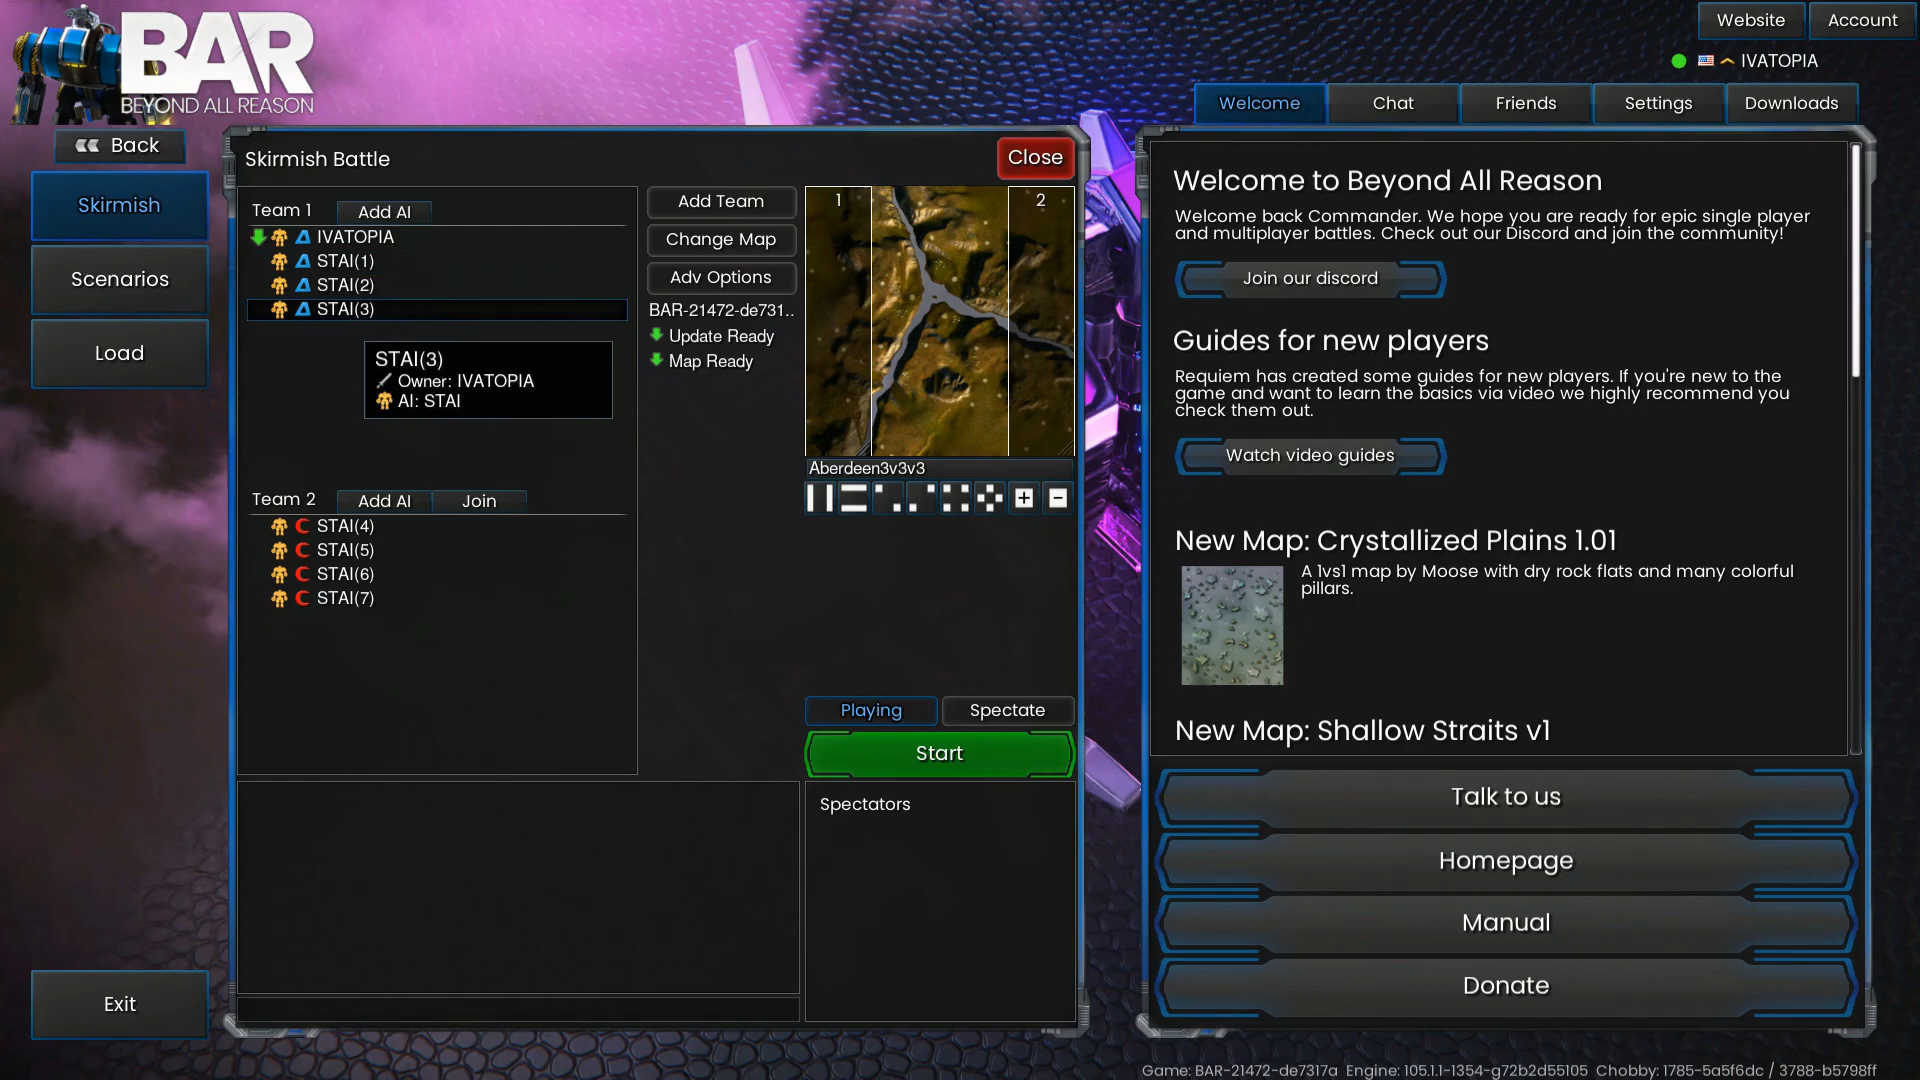 BAR
BEYOND ALL REASON
Website
Account
IVATOPIA
Welcome
Chat
Friends
Settings
Downloads
Back
Skirmish
Scenarios
Load
Exit
Skirmish Battle
Close
Team 1
Add AI
IVATOPIA
STAI(1)
STAI(2)
STAI(3)
STAI(3)
Owner: IVATOPIA
AI: STAI
Team 2
Add AI
Join
STAI(4)
STAI(5)
STAI(6)
STAI(7)
Add Team
Change Map
Adv Options
BAR-21472-de731..
Update Ready
Map Ready
1
2
Aberdeen3v3v3
Playing
Spectate
Start
Spectators
Welcome to Beyond All Reason
Welcome back Commander. We hope you are ready for epic single player
and multiplayer battles. Check out our Discord and join the community!
Join our discord
Guides for new players
Requiem has created some guides for new players. If you're new to the
game and want to learn the basics via video we highly recommend you
check them out.
Watch video guides
New Map: Crystallized Plains 1.01
A 1vs1 map by Moose with dry rock flats and many colorful
pillars.
New Map: Shallow Straits v1
Talk to us
Homepage
Manual
Donate
Game: BAR-21472-de7317a Engine: 105.1.1-1354-g72b2d55105 Chobby: 1785-5a5f6dc / 3788-b5798ff